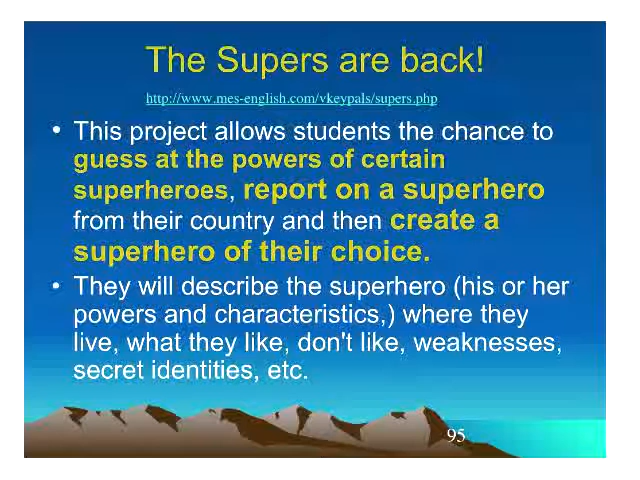 The Supers are back!
http://www.mes-english.com/vkeypals/supers.php
• This project allows students the chance to
guess at the powers of certain
superheroes, report on a superhero
from their country and then create a
superhero of their choice.
• They will describe the superhero (his or her
powers and characteristics,) where they
live, what they like, don't like, weaknesses,
secret identities, etc.
95